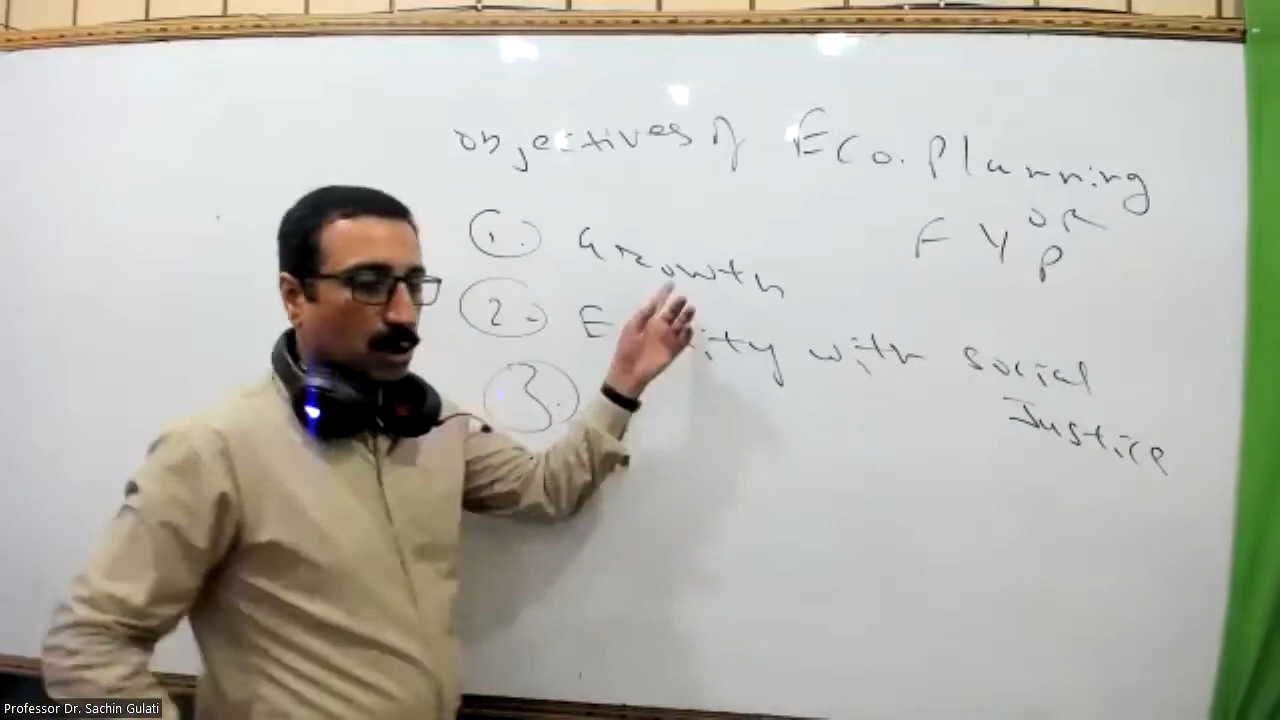 objectives of Eco. Planning
OR
FYP
1. Growth
2. with Social
Justice
3.
Professor Dr. Sachin Gulati